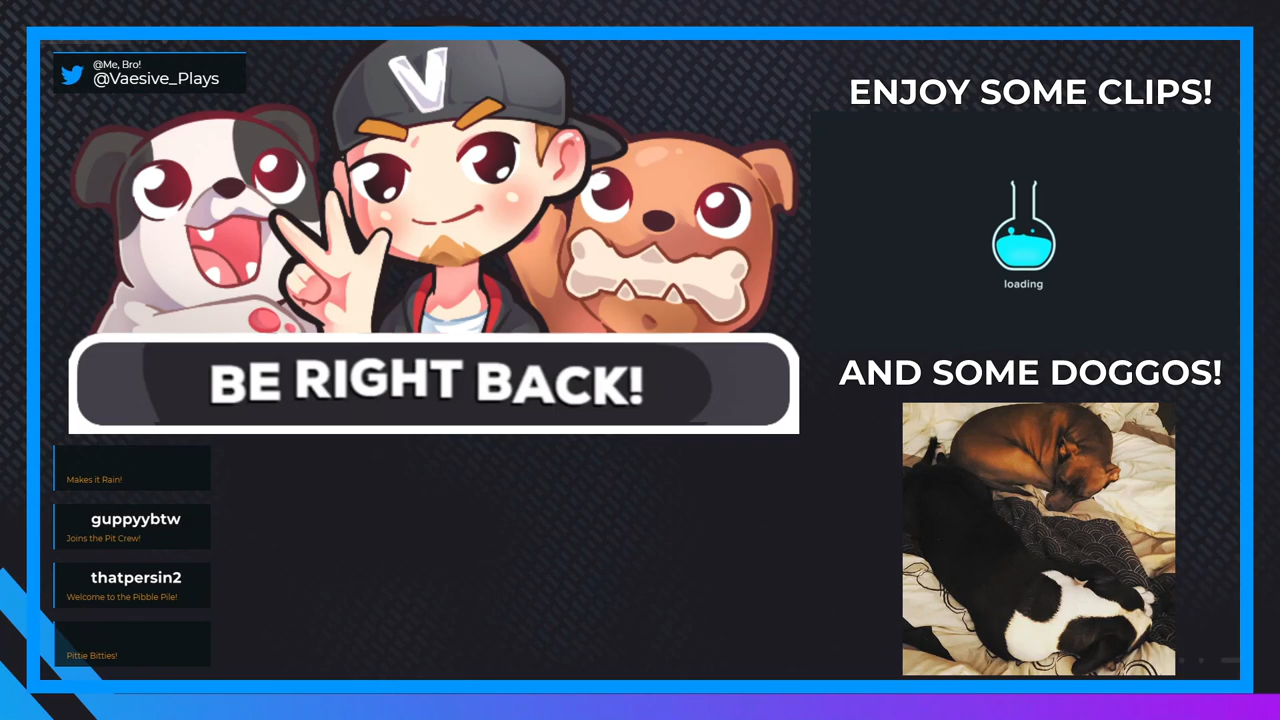 @Me, Bro!
@Vaesive_Plays
V
BE RIGHT BACK!
Makes it Rain!
guppyybtw
Joins the Pit Crew!
thatpersin2
Welcome to the Pibble Pile!
Pittie Bitties!
ENJOY SOME CLIPS!
loading
AND SOME DOGGOS!